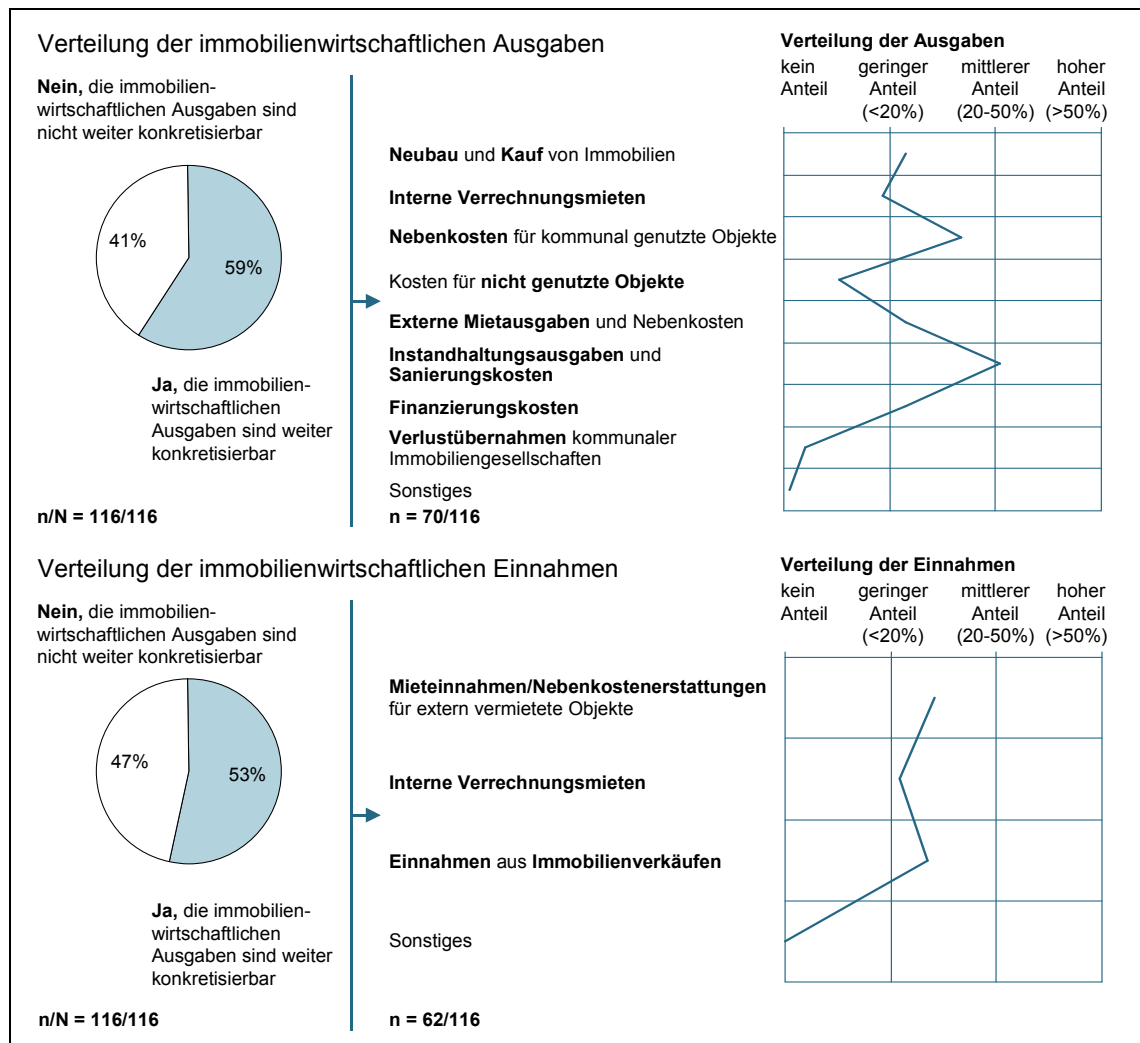 Verteilung der immobilienwirtschaftlichen Ausgaben
Nein, die immobilien-
wirtschaftlichen Ausgaben sind
nicht weiter konkretisierbar
41%
59%
Ja, die immobilien-
wirtschaftlichen
Ausgaben sind weiter
konkretisierbar
n/N = 116/116
Neubau und Kauf von Immobilien
Interne Verrechnungsmieten
Nebenkosten für kommunal genutzte Objekte
Kosten für nicht genutzte Objekte
Externe Mietausgaben und Nebenkosten
Instandhaltungsausgaben und
Sanierungskosten
Finanzierungskosten
Verlustübernahmen kommunaler
Immobiliengesellschaften
Sonstiges
n = 70/116
Verteilung der Ausgaben
kein geringer mittlerer hoher
Anteil Anteil Anteil Anteil
(<20%) (20-50%) (>50%)
Verteilung der immobilienwirtschaftlichen Einnahmen
Nein, die immobilien-
wirtschaftlichen Ausgaben sind
nicht weiter konkretisierbar
47%
53%
Ja, die immobilien-
wirtschaftlichen
Ausgaben sind weiter
konkretisierbar
n/N = 116/116
Mieteinnahmen/Nebenkostenerstattungen
für extern vermietete Objekte
Interne Verrechnungsmieten
Einnahmen aus Immobilienverkäufen
Sonstiges
n = 62/116
Verteilung der Einnahmen
kein geringer mittlerer hoher
Anteil Anteil Anteil Anteil
(<20%) (20-50%) (>50%)